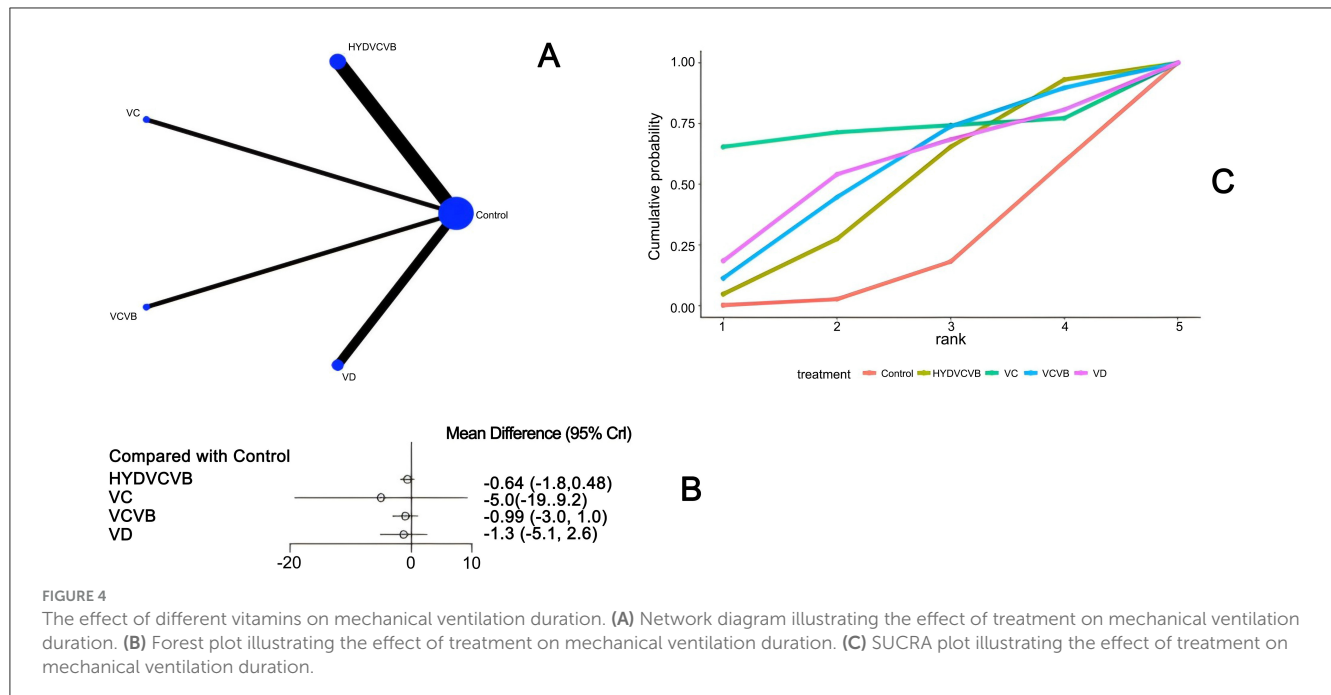 HYDVCVB
A
VC
Control
VCVB
VD
1.00
0.75
0.50
0.25
0.00
Cumulative probability
1 2 3 4 5
rank
treatment Control HYDVCVB VC VCVB VD
C
Mean Difference (95% Crl)
Compared with Control
HYDVCVB -0.64 (-1.8,0.48)
VC -5.0(-19..9.2)
VCVB -0.99 (-3.0, 1.0)
VD -1.3 (-5.1, 2.6)
-20 0 10
B
FIGURE 4
The effect of different vitamins on mechanical ventilation duration. (A) Network diagram illustrating the effect of treatment on mechanical ventilation
duration. (B) Forest plot illustrating the effect of treatment on mechanical ventilation duration. (C) SUCRA plot illustrating the effect of treatment on
mechanical ventilation duration.